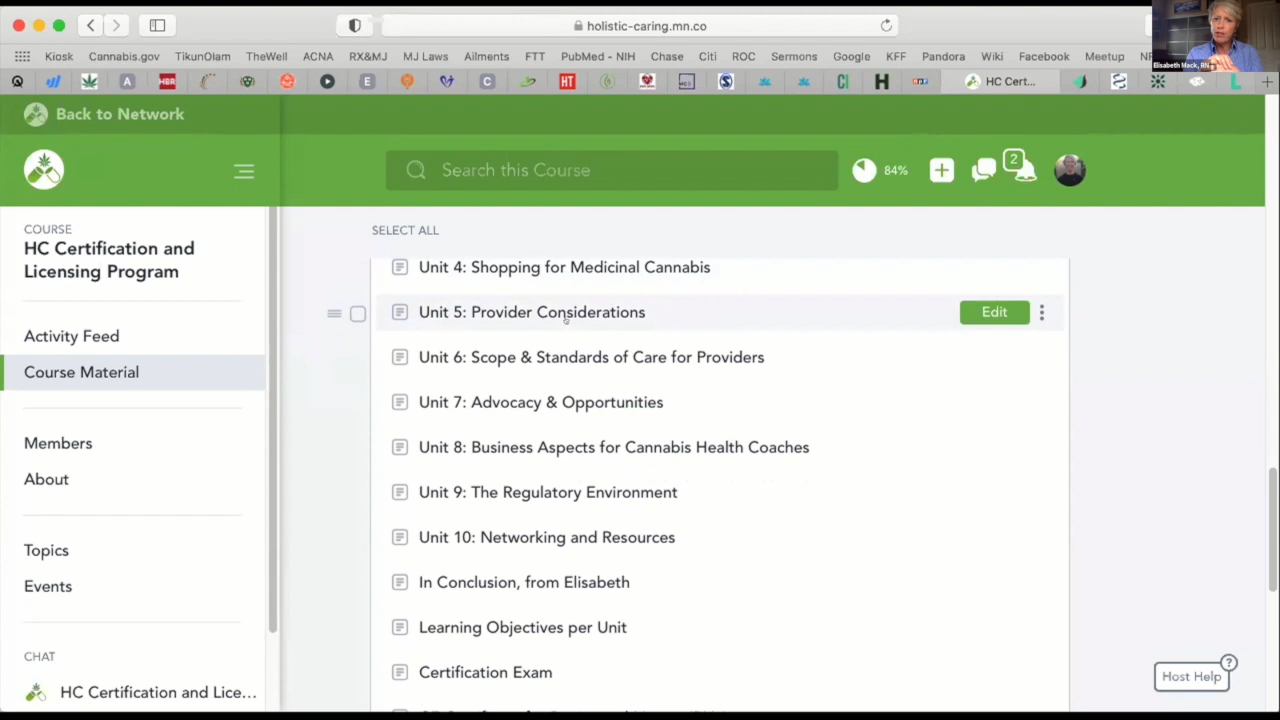 holistic-caring.mn.co
Elisabeth Mack, RN
Kiosk Cannabis.gov TikunOlam TheWeil ACNA RX&MJ MJ Laws Vitamins FTT PubMed - NIH Chase Citi ROC Sermons Google KFF Pandora Wiki Facebook Meetup
HC Cert...
Back to Network
Search this Course
84%
2
COURSE
HC Certification and
Licensing Program
Activity Feed
Course Material
Members
About
Topics
Events
CHAT
HC Certification and Lice...
SELECT ALL
Unit 4: Shopping for Medicinal Cannabis
Unit 5: Provider Considerations
Edit
Unit 6: Scope & Standards of Care for Providers
Unit 7: Advocacy & Opportunities
Unit 8: Business Aspects for Cannabis Health Coaches
Unit 9: The Regulatory Environment
Unit 10: Networking and Resources
In Conclusion, from Elisabeth
Learning Objectives per Unit
Certification Exam
Host Help
?